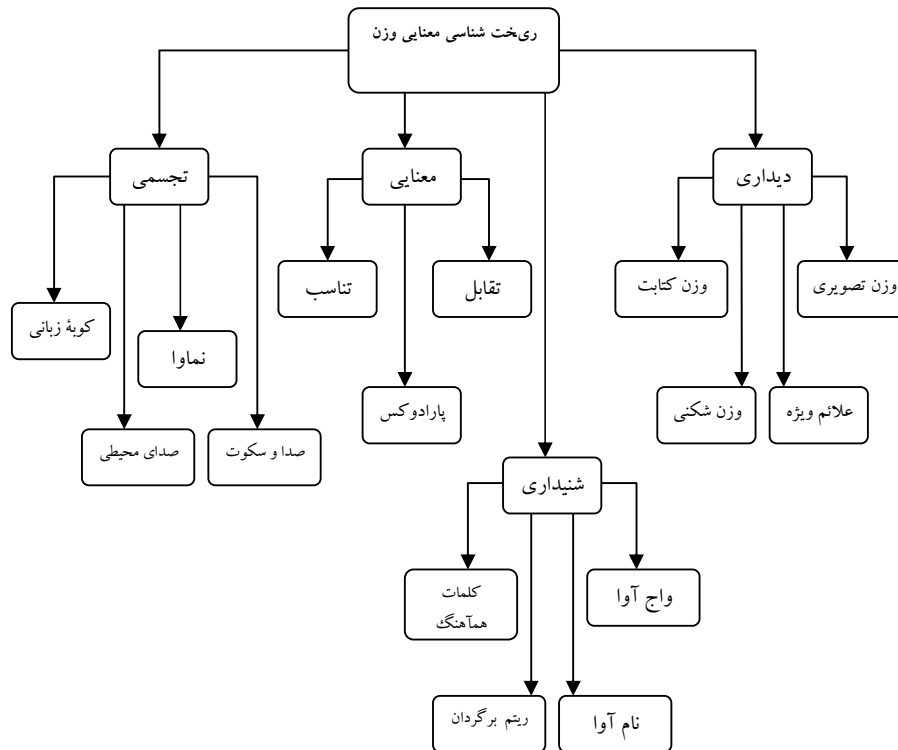 ریخت شناسی معنایی وزن
دیداری
معنایی
تجسمی
وزن تصویری
وزن کتابت
تقابل
تناسب
کوبهٔ زبانی
نماوا
علائم ویژه
وزن شکنی
پارادوکس
صدا و سکوت
صدای محیطی
شنیداری
واج آوا
کلمات
همآهنگ
نام آوا
ریتم برگردان